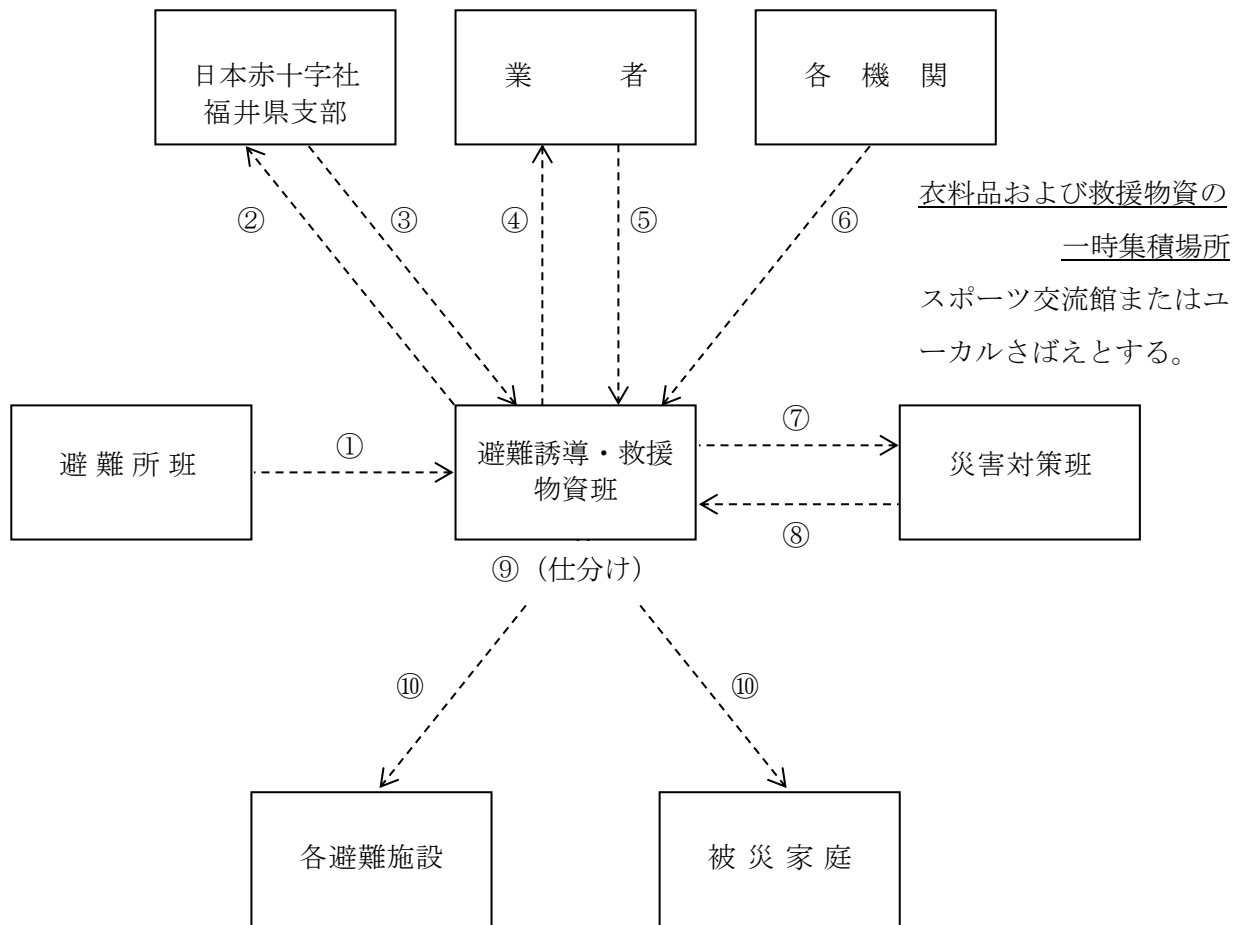 日本赤十字社
福井県支部
業 者
各 機 関
② ③ ④ ⑤ ⑥
衣料品および救援物資の
一時集積場所
スポーツ交流館またはユ
ーカルさばえとする。
避 難 所 班
①
避難誘導・救援
物資班
⑦
⑧
災害対策班
⑨（仕分け）
⑩ ⑩
各避難施設
被 災 家 庭